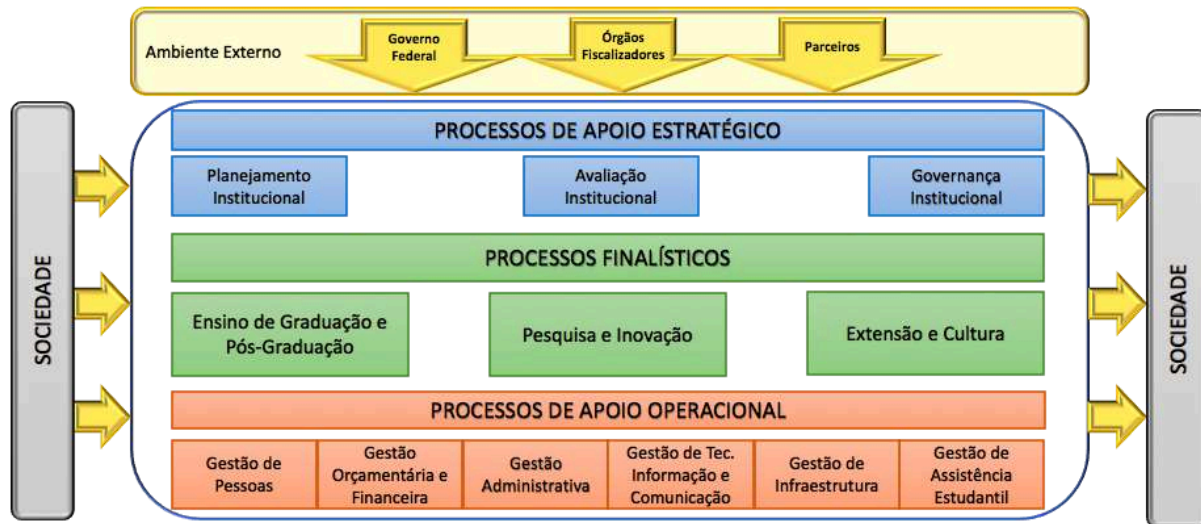 Ambiente Externo
Governo
Federal
Órgãos
Fiscalizadores
Parceiros
SOCIEDADE
PROCESSOS DE APOIO ESTRATÉGICO
Planejamento
Institucional
Avaliação
Institucional
Governança
Institucional
PROCESSOS FINALÍSTICOS
Ensino de Graduação e
Pós-Graduação
Pesquisa e Inovação
Extensão e Cultura
PROCESSOS DE APOIO OPERACIONAL
Gestão de
Pessoas
Gestão
Orçamentária e
Financeira
Gestão
Administrativa
Gestão de Tec.
Informação e
Comunicação
Gestão de
Infraestrutura
Gestão de
Assistência
Estudantil
SOCIEDADE